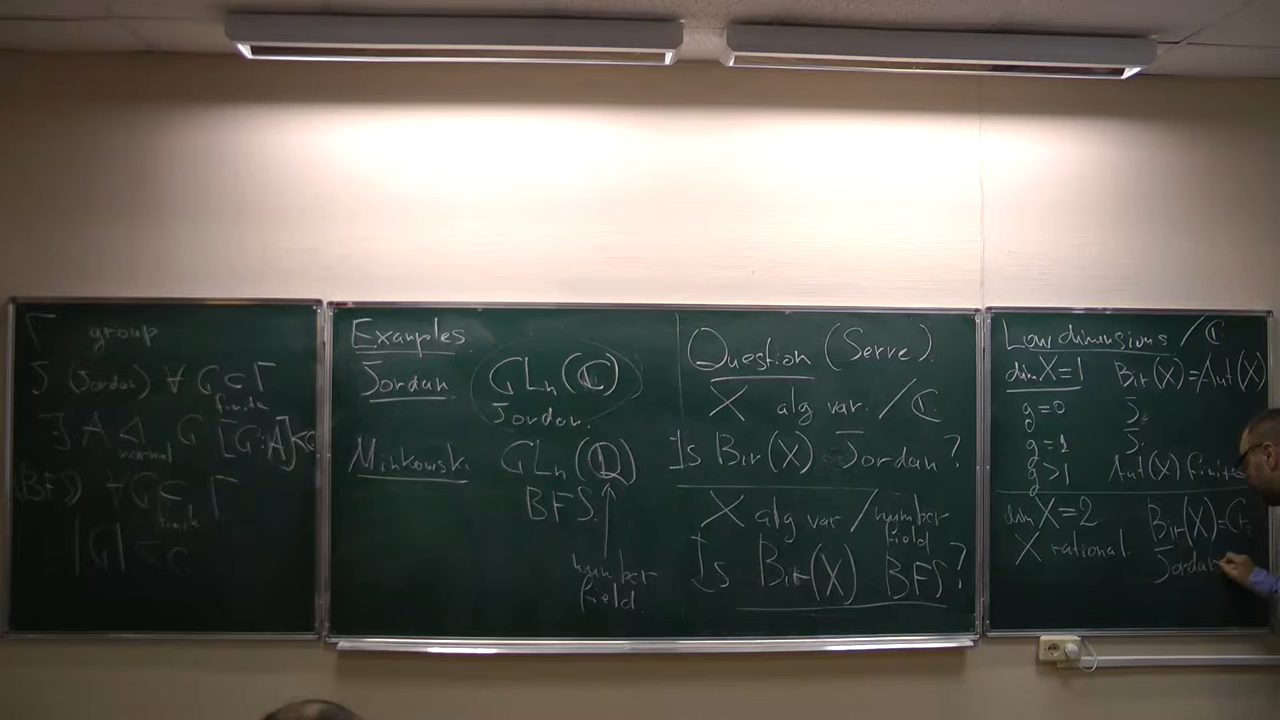 Γ group
J (Jordan) ∀ G ⊂ Γ
finite
∃ A ◁ G [G:A]<C
normal
(BFS) ∀ G ⊂ Γ
finite
|G| < C
Examples
Jordan GLₙ(ℂ)
Jordan.
Minkowski GLₙ(ℚ)
BFS.
number
field.
Question (Serre).
X alg var. /ℂ.
Is Bir(X) Jordan?
X alg var /number
field
Is Bir(X) BFS?
Low dimensions /ℂ
dim X=1 Bir(X)=Aut(X)
g=0 J.
g=1 J.
g>1 Aut(X) finite
dim X=2 Bir(X)=Cr₂
X rational. Jordan